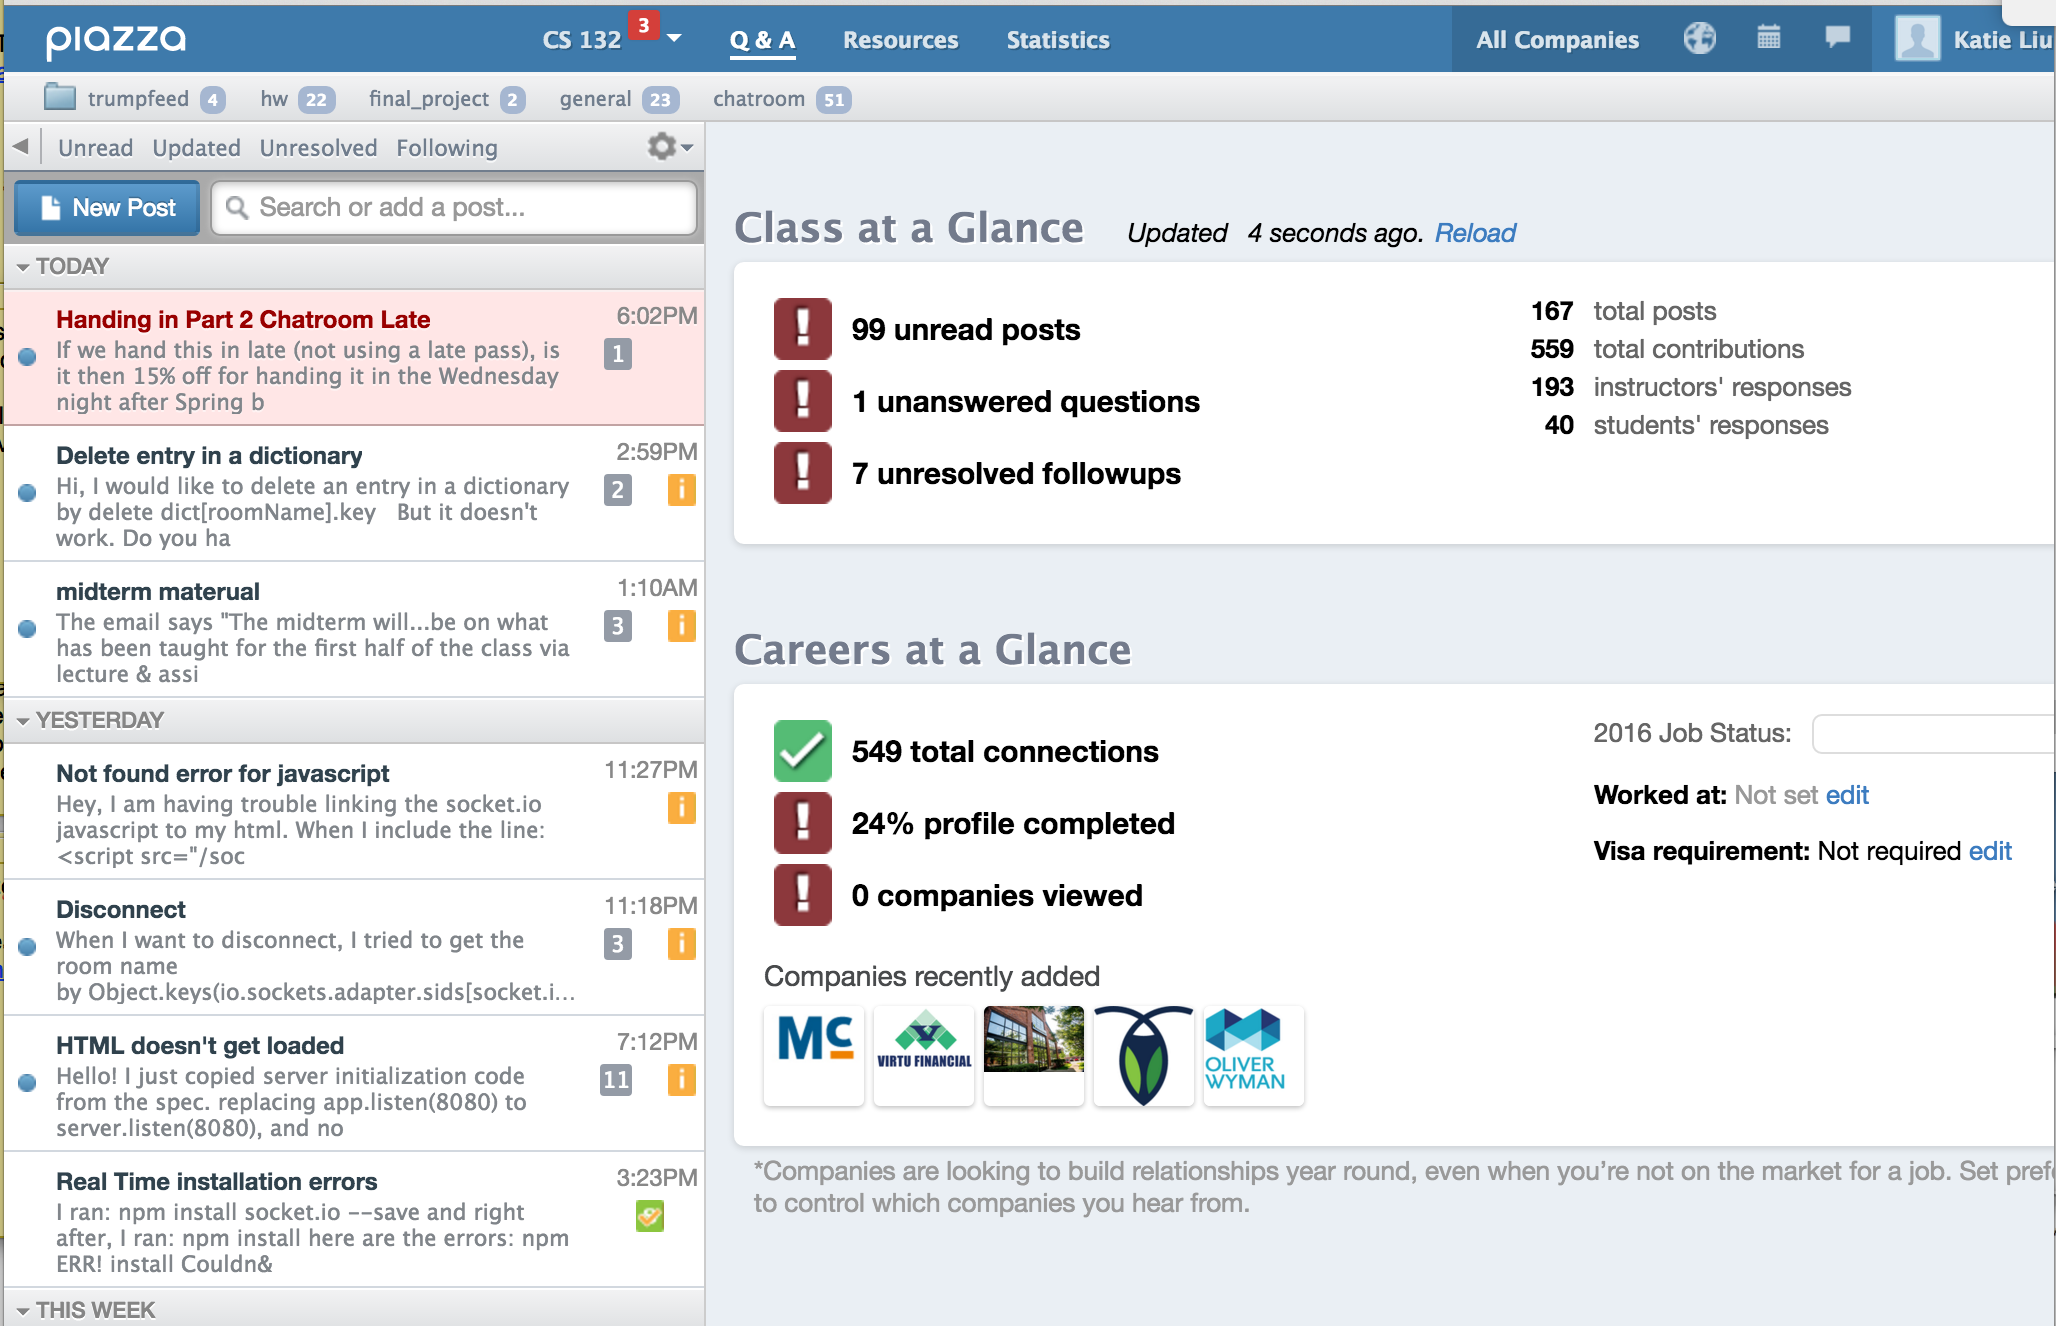 piazza
CS 132 3
Q & A
Resources
Statistics
All Companies
Katie Liu
trumpfeed 4
hw 22
final_project 2
general 23
chatroom 51
Unread Updated Unresolved Following
New Post
Search or add a post...
TODAY
Handing in Part 2 Chatroom Late 6:02PM
If we hand this in late (not using a late pass), is 1
it then 15% off for handing it in the Wednesday
night after Spring b
Delete entry in a dictionary 2:59PM
Hi, I would like to delete an entry in a dictionary 2 i
by delete dict[roomName].key But it doesn't
work. Do you ha
midterm materual 1:10AM
The email says "The midterm will...be on what 3 i
has been taught for the first half of the class via
lecture & assi
YESTERDAY
Not found error for javascript 11:27PM
Hey, I am having trouble linking the socket.io i
javascript to my html. When I include the line:
<script src="/soc
Disconnect 11:18PM
When I want to disconnect, I tried to get the 3 i
room name
by Object.keys(io.sockets.adapter.sids[socket.i...
HTML doesn't get loaded 7:12PM
Hello! I just copied server initialization code 11 i
from the spec. replacing app.listen(8080) to
server.listen(8080), and no
Real Time installation errors 3:23PM
I ran: npm install socket.io --save and right
after, I ran: npm install here are the errors: npm
ERR! install Couldn&
THIS WEEK
Class at a Glance Updated 4 seconds ago. Reload
! 99 unread posts
! 1 unanswered questions
! 7 unresolved followups
167 total posts
559 total contributions
193 instructors' responses
40 students' responses
Careers at a Glance
549 total connections
! 24% profile completed
! 0 companies viewed
2016 Job Status:
Worked at: Not set edit
Visa requirement: Not required edit
Companies recently added
Mc
V
VIRTU FINANCIAL
OLIVER
WYMAN
*Companies are looking to build relationships year round, even when you’re not on the market for a job. Set pref
to control which companies you hear from.